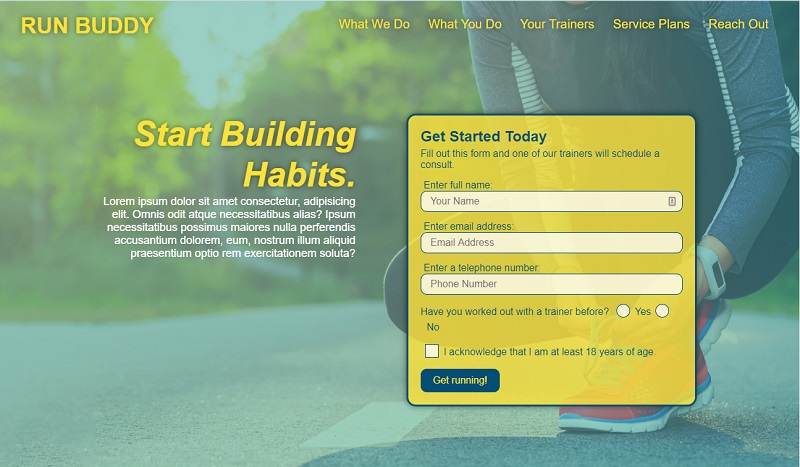 RUN BUDDY
What We Do
What You Do
Your Trainers
Service Plans
Reach Out
Start Building
Habits.
Lorem ipsum dolor sit amet consectetur, adipisicing
elit. Omnis odit atque necessitatibus alias? Ipsum
necessitatibus possimus maiores nulla perferendis
accusantium dolorem, eum, nostrum illum aliquid
praesentium optio rem exercitationem soluta?
Get Started Today
Fill out this form and one of our trainers will schedule a
consult.
Enter full name:
Your Name
Enter email address:
Email Address
Enter a telephone number:
Phone Number
Have you worked out with a trainer before? Yes
No
I acknowledge that I am at least 18 years of age.
Get running!